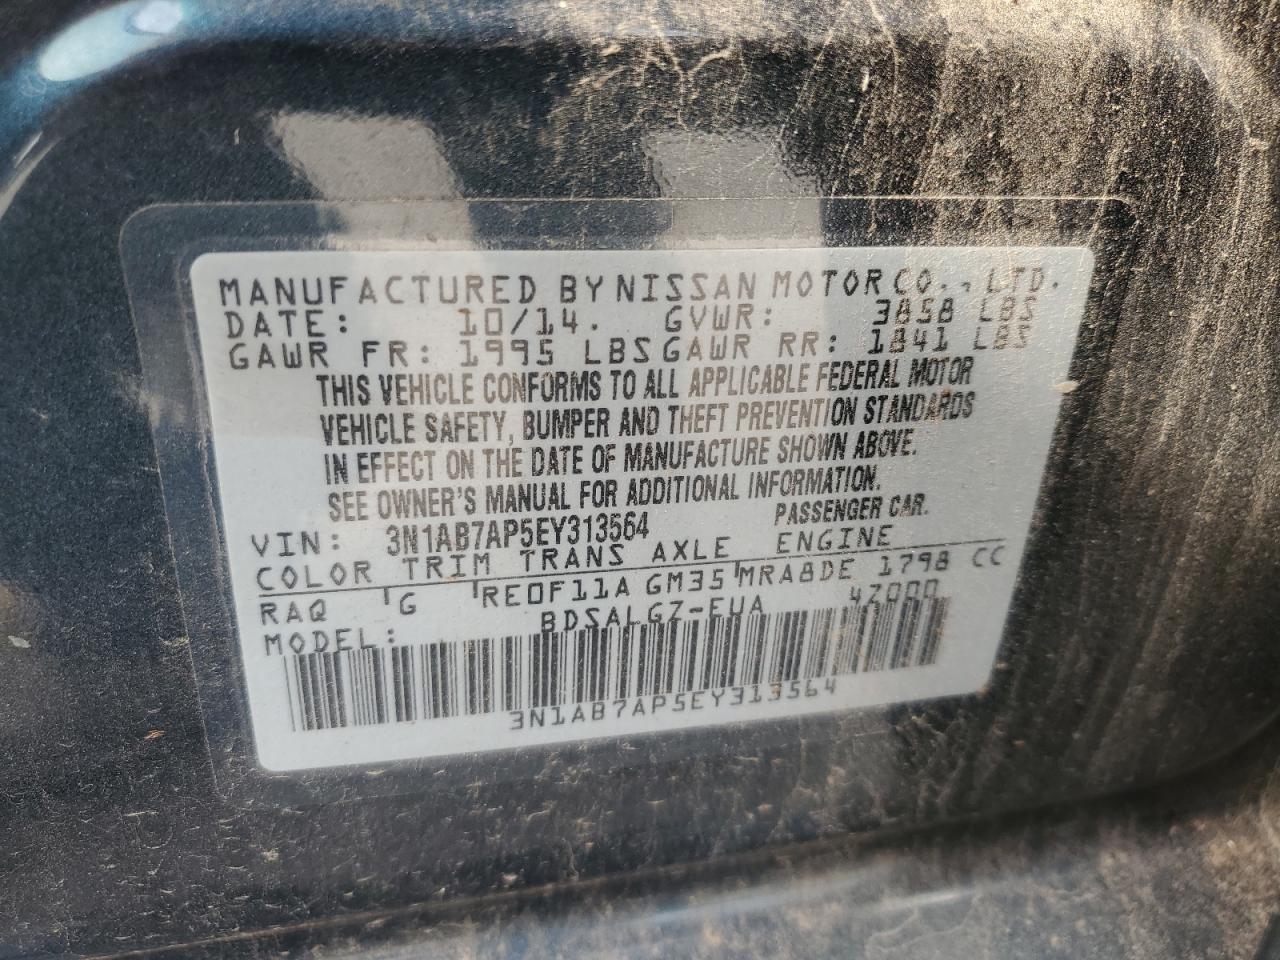 MANUFACTURED BY NISSAN MOTOR CO., LTD.
DATE: 10/14. GVWR: 3858 LBS
GAWR FR: 1995 LBS GAWR RR: 1841 LBS
THIS VEHICLE CONFORMS TO ALL APPLICABLE FEDERAL MOTOR
VEHICLE SAFETY, BUMPER AND THEFT PREVENTION STANDARDS
IN EFFECT ON THE DATE OF MANUFACTURE SHOWN ABOVE.
SEE OWNER'S MANUAL FOR ADDITIONAL INFORMATION.
VIN: 3N1AB7AP5EY313564 PASSENGER CAR.
COLOR TRIM TRANS AXLE ENGINE
RAQ G RE0F11A GM35 MRA8DE 1798 CC
MODEL: BDSALGZ-EUA 4Z000
3N1AB7AP5EY313564